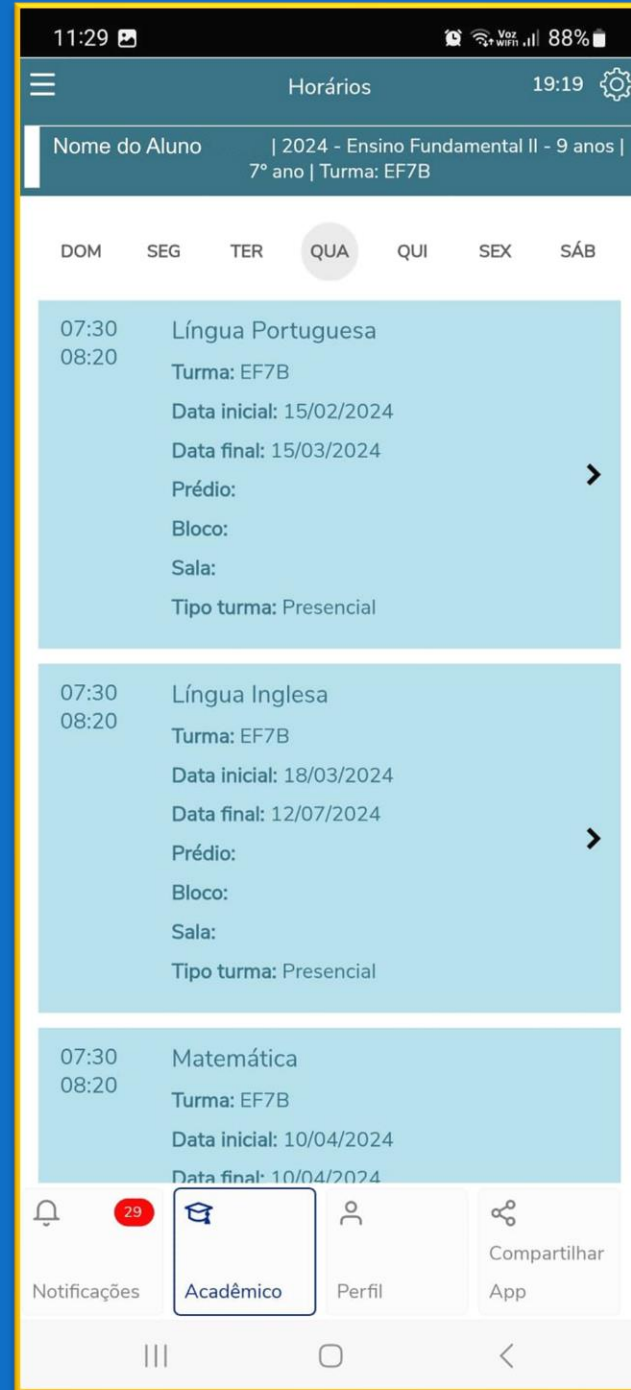 11:29 Voz WiFi1 88%
Horários 19:19
Nome do Aluno | 2024 - Ensino Fundamental II - 9 anos |
7º ano | Turma: EF7B
DOM SEG TER QUA QUI SEX SÁB
07:30 Língua Portuguesa
08:20
Turma: EF7B
Data inicial: 15/02/2024
Data final: 15/03/2024
Prédio:
Bloco:
Sala:
Tipo turma: Presencial
07:30 Língua Inglesa
08:20
Turma: EF7B
Data inicial: 18/03/2024
Data final: 12/07/2024
Prédio:
Bloco:
Sala:
Tipo turma: Presencial
07:30 Matemática
08:20
Turma: EF7B
Data inicial: 10/04/2024
Data final: 10/04/2024
29
Compartilhar
Notificações Acadêmico Perfil App